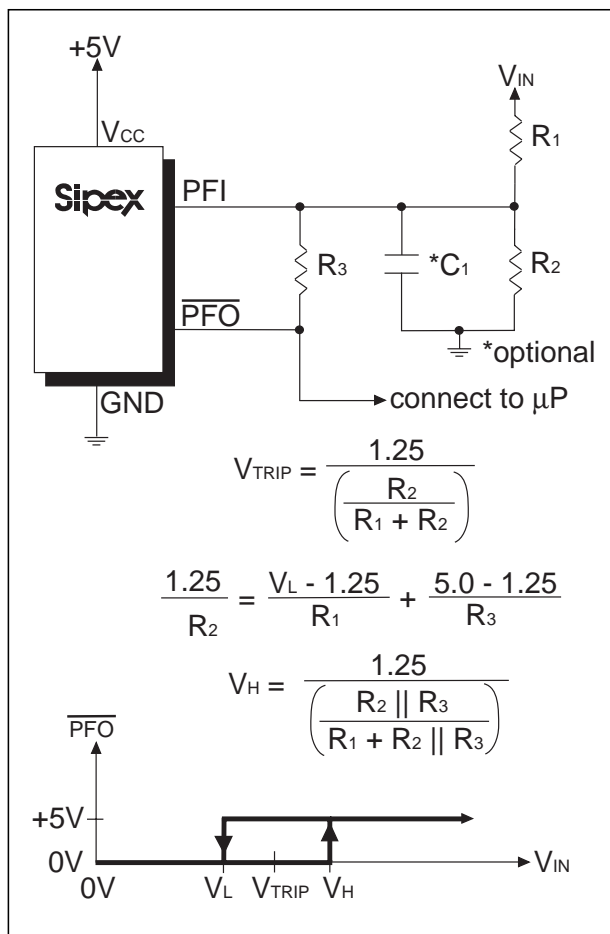 +5V
VIN
VCC
R1
Sipex
PFI
R3
*C1
R2
PFO
*optional
GND
connect to µP
VTRIP = 1.25 / (R2 / (R1 + R2))
1.25 / R2 = (VL - 1.25) / R1 + (5.0 - 1.25) / R3
VH = 1.25 / (R2 || R3 / (R1 + R2 || R3))
PFO
+5V
0V
0V
VL
VTRIP
VH
VIN